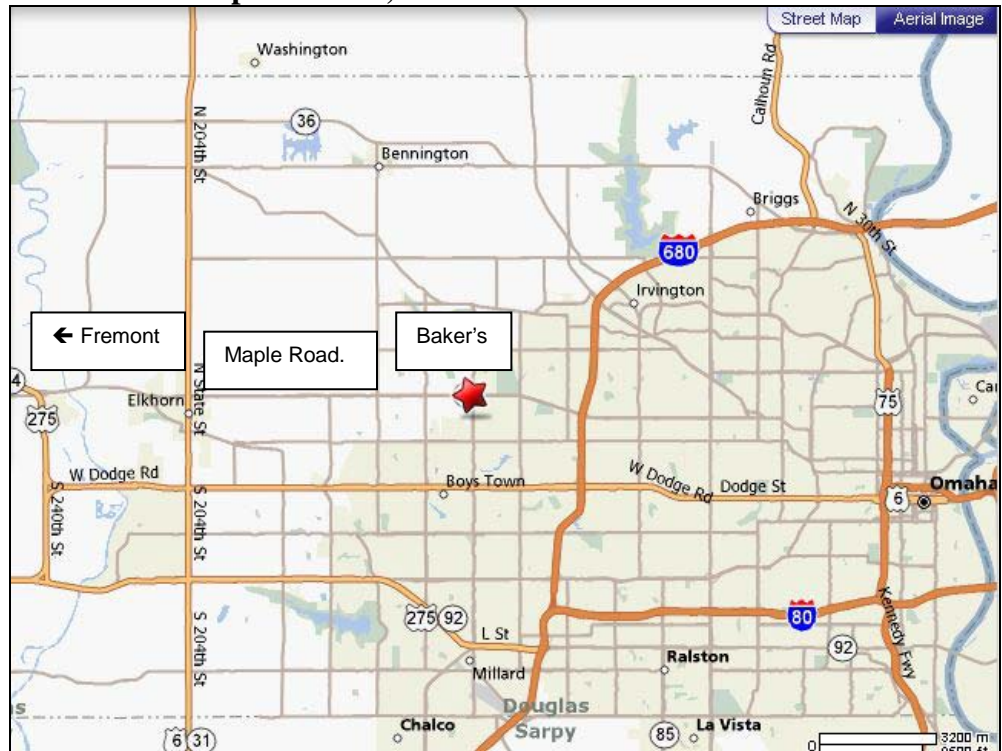 Street Map Aerial Image
Washington
Calhoun Rd
N 204th St
36
Bennington
Briggs
N 30th St
680
Irvington
← Fremont
Maple Road.
Baker's
N State St
Elkhorn
4
275
75
Car
W Dodge Rd
Boys Town
W Dodge Rd
Dodge St
6
Omaha
S 240th St
S 204th St
275 92
L St
80
Kennedy Fwy
92
S 204th St
Millard
Ralston
Douglas
Sarpy
Chalco
85
La Vista
6 31
0
3200 m